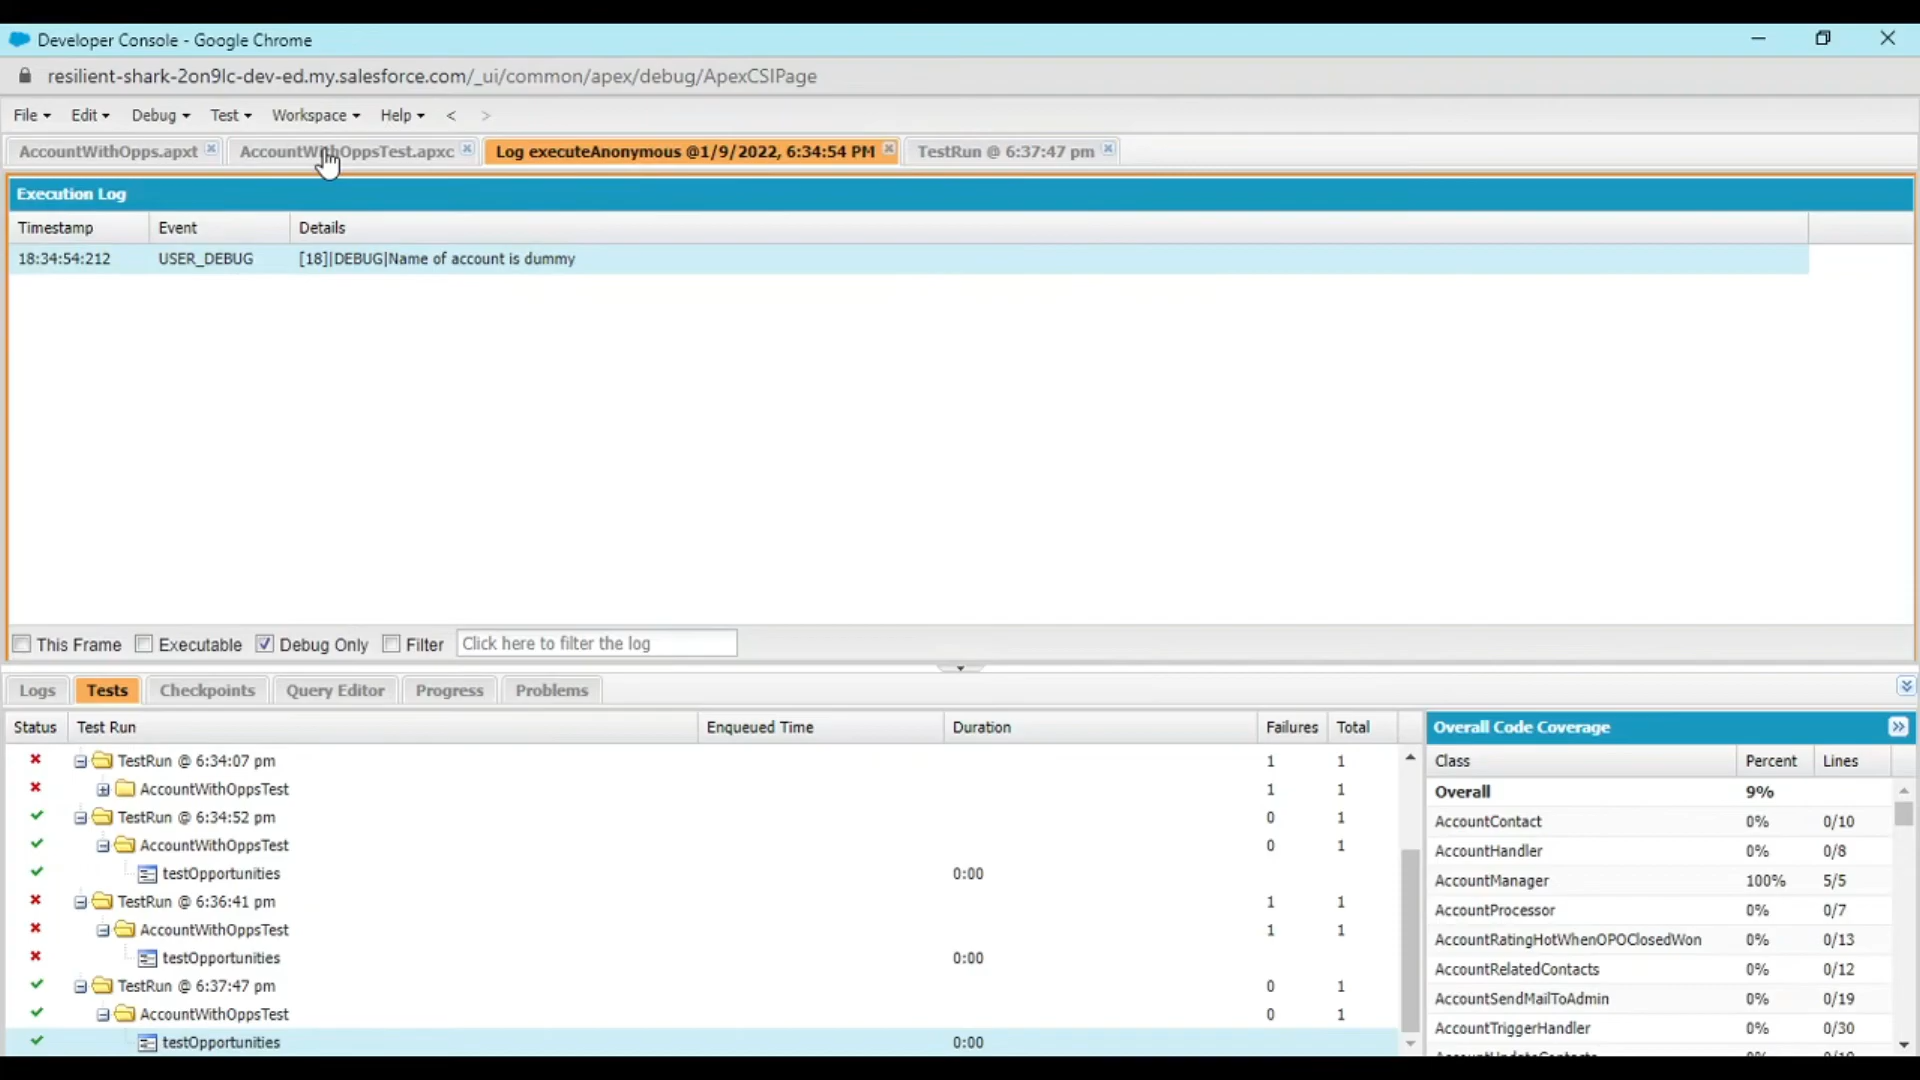 Developer Console - Google Chrome
resilient-shark-2on9lc-dev-ed.my.salesforce.com/_ui/common/apex/debug/ApexCSIPage
File Edit Debug Test Workspace Help < >
AccountWithOpps.apxt AccountWithOppsTest.apxc Log executeAnonymous @1/9/2022, 6:34:54 PM TestRun @ 6:37:47 pm
Execution Log
Timestamp Event Details
18:34:54:212 USER_DEBUG [18]|DEBUG|Name of account is dummy
This Frame Executable Debug Only Filter Click here to filter the log
Logs Tests Checkpoints Query Editor Progress Problems
Status Test Run Enqueued Time Duration Failures Total
TestRun @ 6:34:07 pm 1 1
AccountWithOppsTest 1 1
TestRun @ 6:34:52 pm 0 1
AccountWithOppsTest 0 1
testOpportunities 0:00
TestRun @ 6:36:41 pm 1 1
AccountWithOppsTest 1 1
testOpportunities 0:00
TestRun @ 6:37:47 pm 0 1
AccountWithOppsTest 0 1
testOpportunities 0:00
Overall Code Coverage
Class Percent Lines
Overall 9%
AccountContact 0% 0/10
AccountHandler 0% 0/8
AccountManager 100% 5/5
AccountProcessor 0% 0/7
AccountRatingHotWhenOPOClosedWon 0% 0/13
AccountRelatedContacts 0% 0/12
AccountSendMailToAdmin 0% 0/19
AccountTriggerHandler 0% 0/30